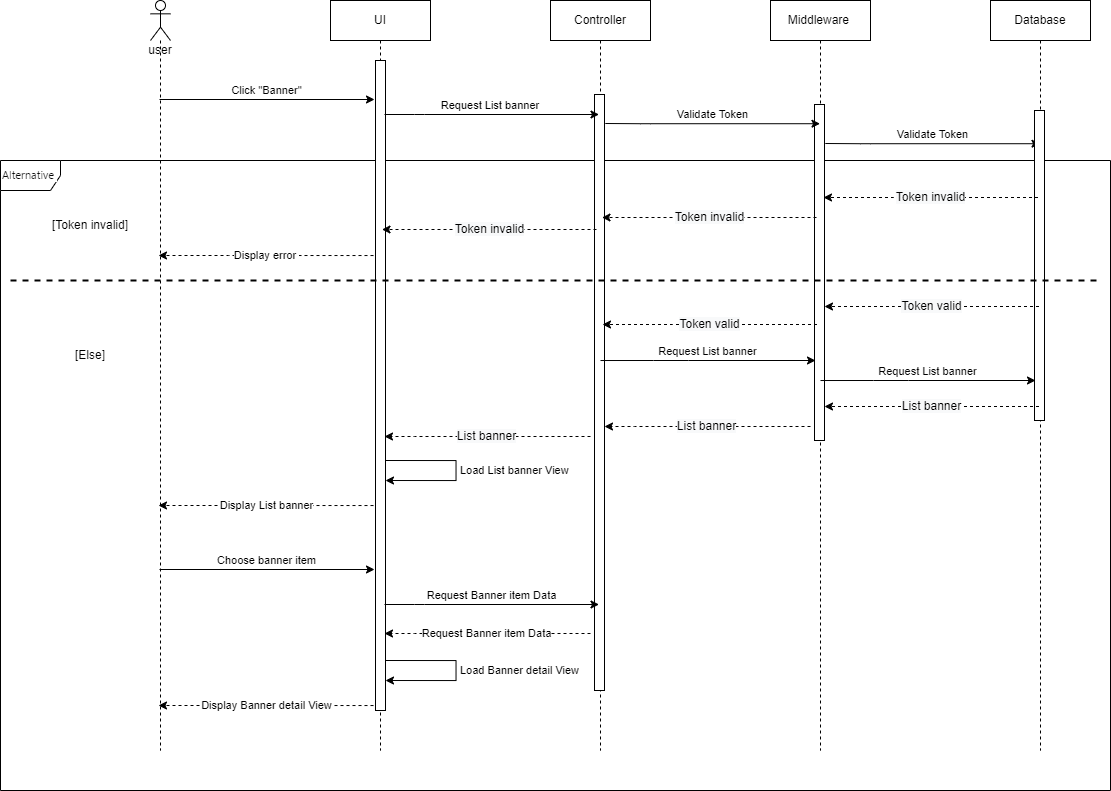 UI
Controller
Middleware
Database
user
Click "Banner"
Request List banner
Validate Token
Validate Token
Alternative
[Token invalid]
Token invalid
Token invalid
Token invalid
Display error
[Else]
Token valid
Token valid
Request List banner
Request List banner
List banner
List banner
List banner
Load List banner View
Display List banner
Choose banner item
Request Banner item Data
Request Banner item Data
Load Banner detail View
Display Banner detail View